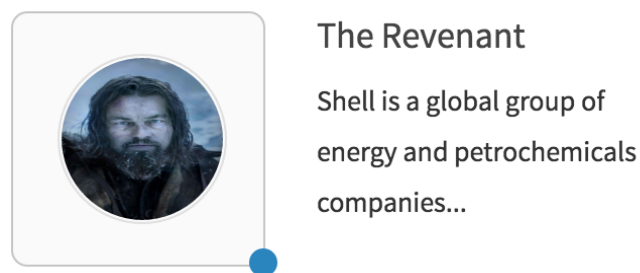 The Revenant
Shell is a global group of
energy and petrochemicals
companies...